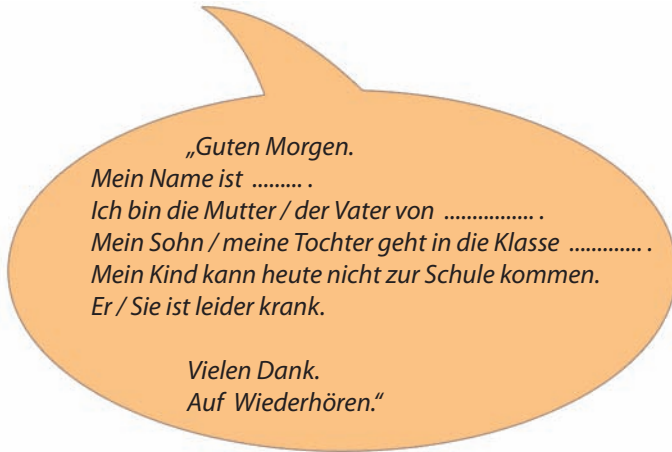 „Guten Morgen.
Mein Name ist ......... .
Ich bin die Mutter / der Vater von ................ .
Mein Sohn / meine Tochter geht in die Klasse ............. .
Mein Kind kann heute nicht zur Schule kommen.
Er / Sie ist leider krank.
Vielen Dank.
Auf Wiederhören.“